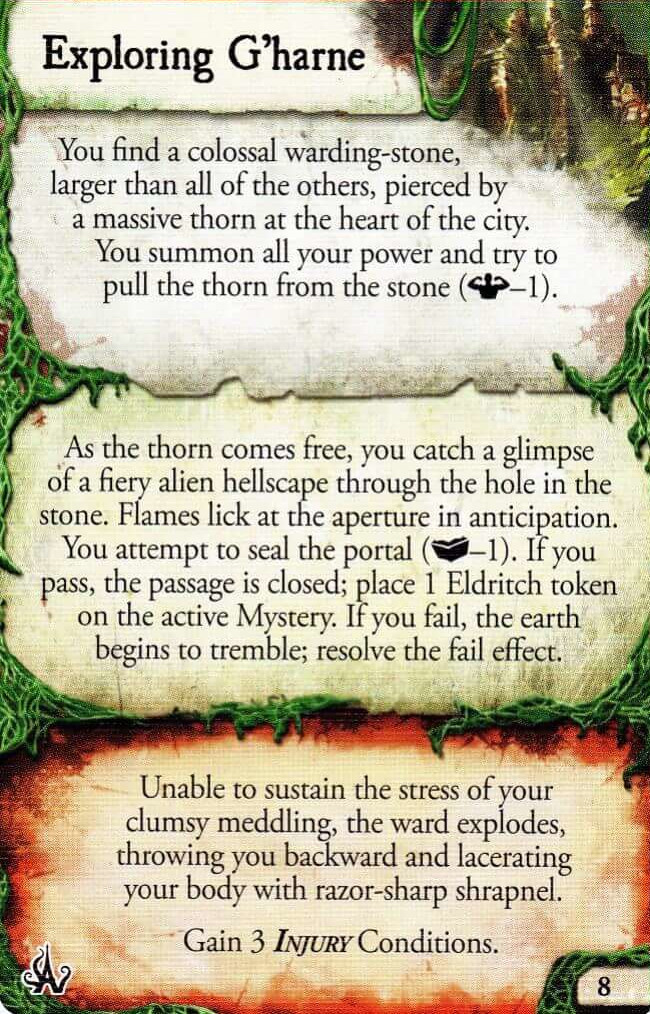 Exploring G'harne
You find a colossal warding-stone,
larger than all of the others, pierced by
a massive thorn at the heart of the city.
You summon all your power and try to
pull the thorn from the stone (–1).
As the thorn comes free, you catch a glimpse
of a fiery alien hellscape through the hole in the
stone. Flames lick at the aperture in anticipation.
You attempt to seal the portal (–1). If you
pass, the passage is closed; place 1 Eldritch token
on the active Mystery. If you fail, the earth
begins to tremble; resolve the fail effect.
Unable to sustain the stress of your
clumsy meddling, the ward explodes,
throwing you backward and lacerating
your body with razor-sharp shrapnel.
Gain 3 INJURY Conditions.
8